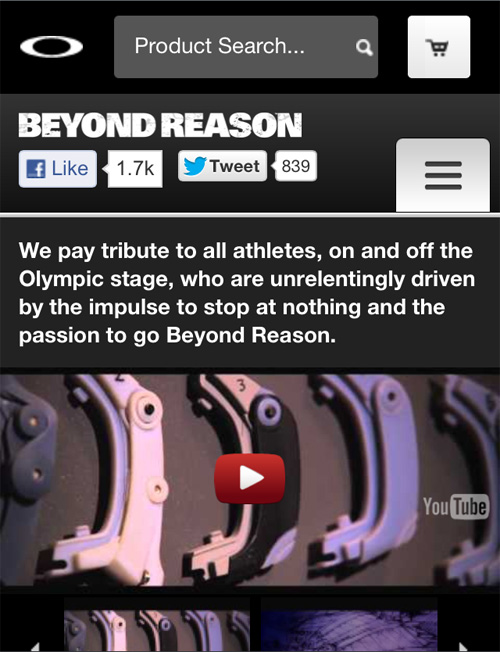 Product Search...
BEYOND REASON
Like 1.7k Tweet 839
We pay tribute to all athletes, on and off the
Olympic stage, who are unrelentingly driven
by the impulse to stop at nothing and the
passion to go Beyond Reason.
2
3
YouTube